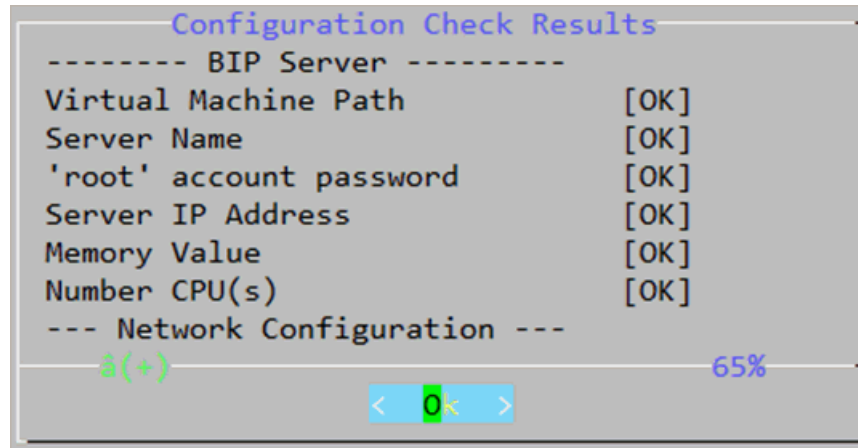 Configuration Check Results
-------- BIP Server ---------
Virtual Machine Path [OK]
Server Name [OK]
'root' account password [OK]
Server IP Address [OK]
Memory Value [OK]
Number CPU(s) [OK]
--- Network Configuration ---
â(+) 65%
< Ok >